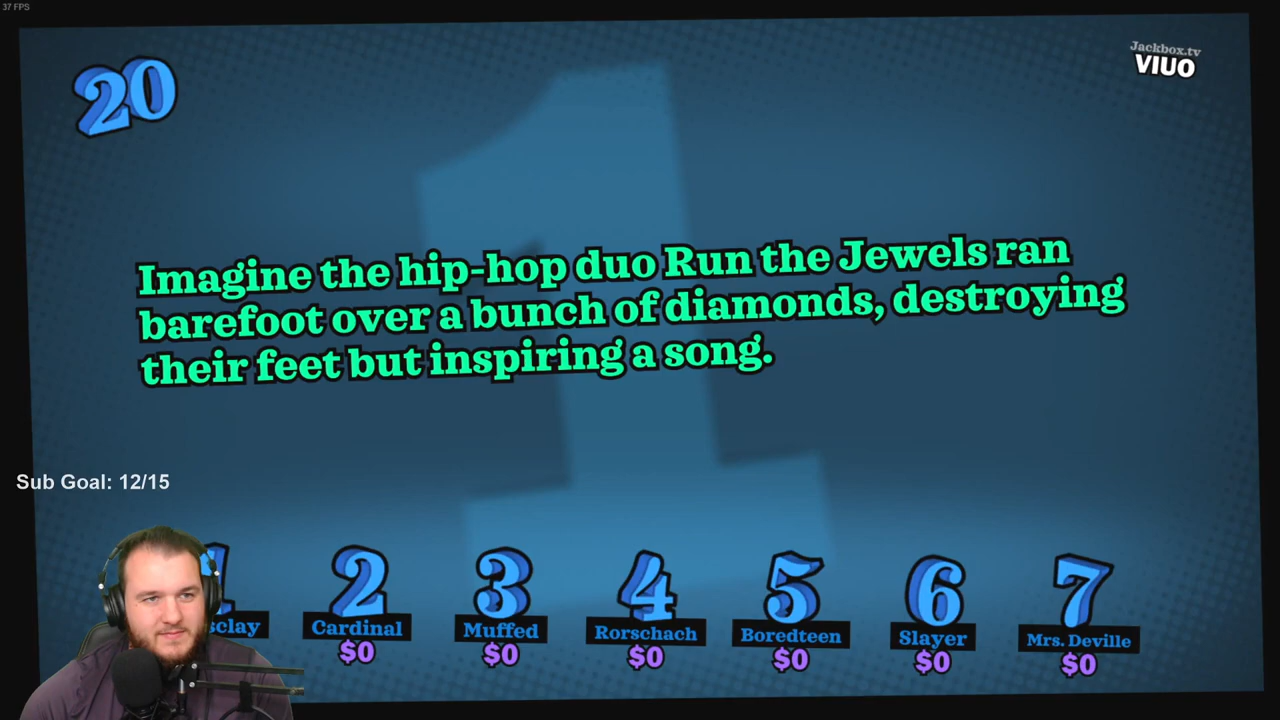 37 FPS
20
Jackbox.tv
VIUO
Imagine the hip-hop duo Run the Jewels ran
barefoot over a bunch of diamonds, destroying
their feet but inspiring a song.
Sub Goal: 12/15
1 2 3 4 5 6 7
Cardinal Muffed Rorschach Boredteen Slayer Mrs. Deville
$0 $0 $0 $0 $0 $0